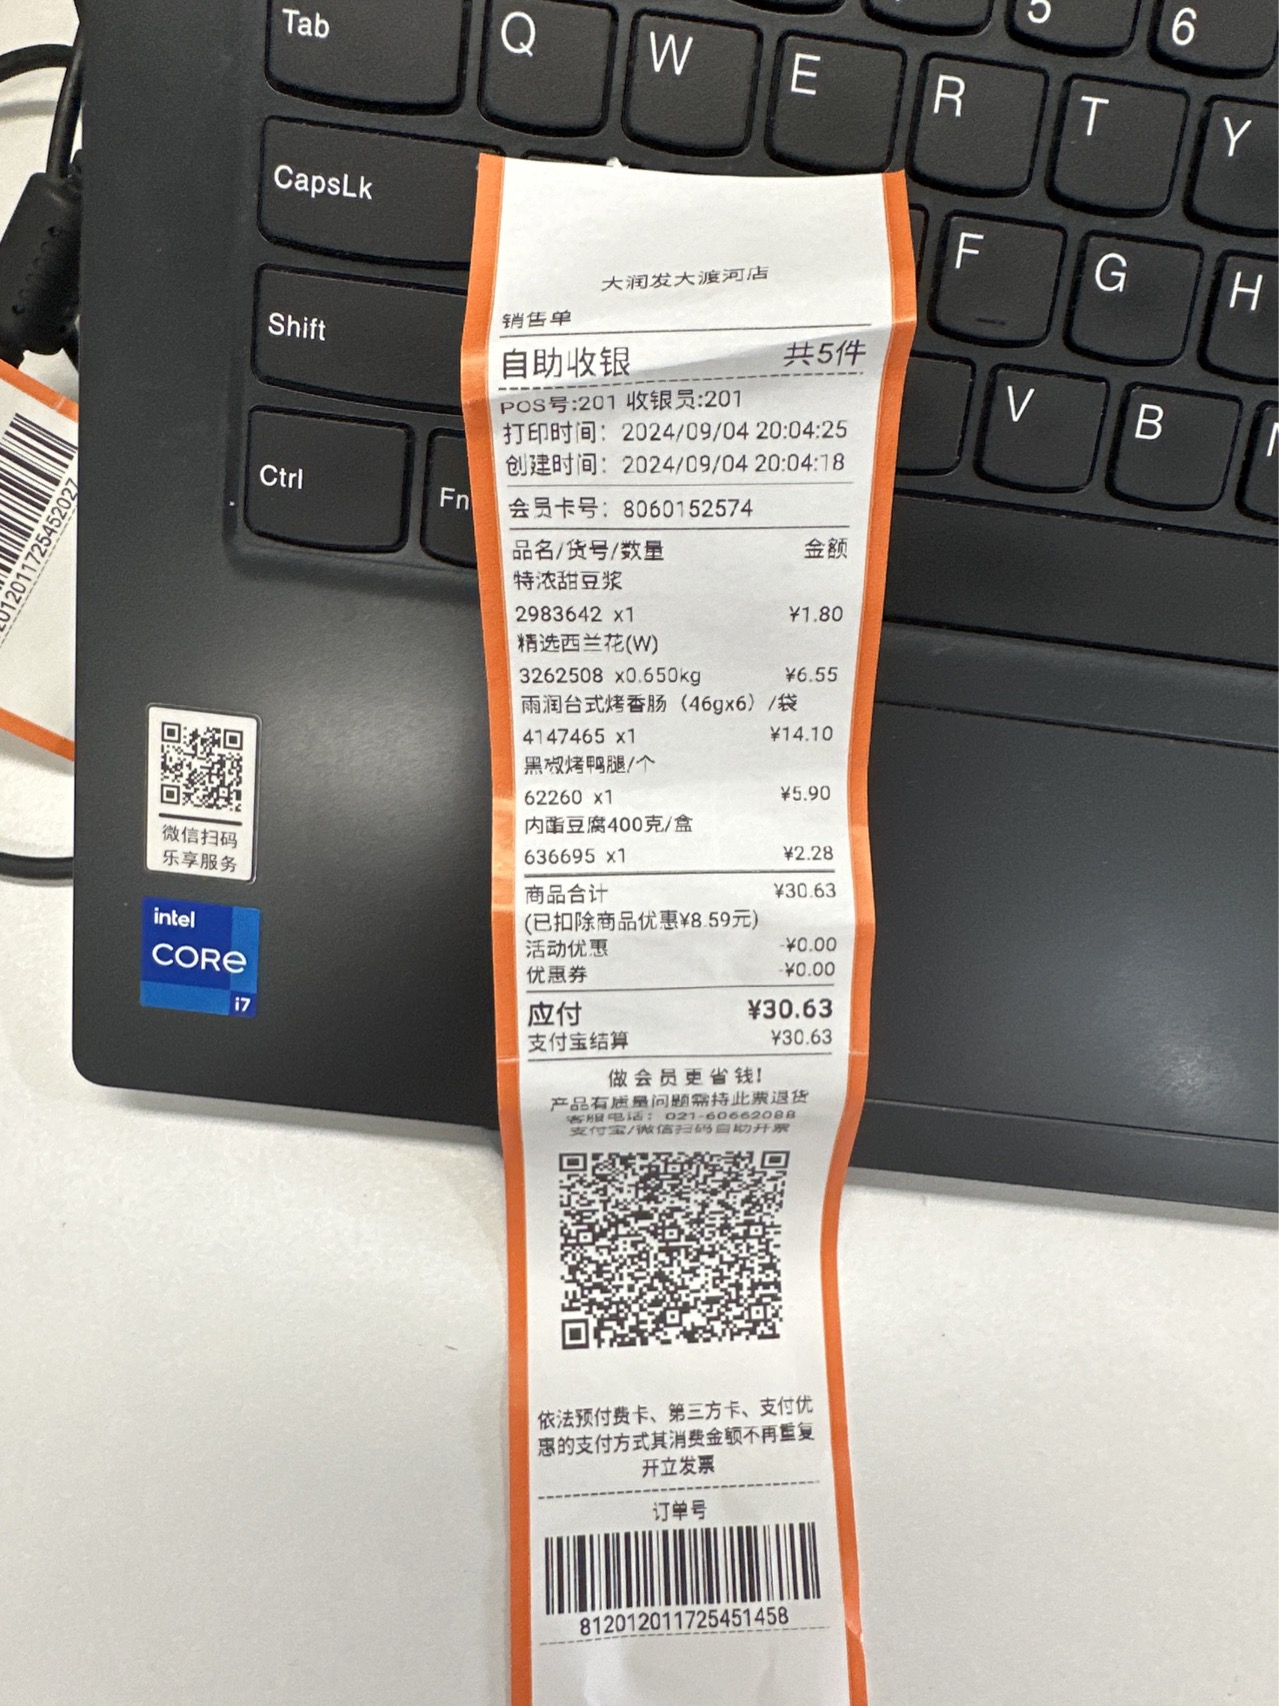 Tab
Q
W
E
R
T
Y
5
6
CapsLk
F
G
H
Shift
V
B
Ctrl
Fn
大润发大渡河店
销售单
自助收银 共5件
POS号:201 收银员:201
打印时间: 2024/09/04 20:04:25
创建时间: 2024/09/04 20:04:18
会员卡号: 8060152574
品名/货号/数量 金额
特浓甜豆浆
2983642 x1 ¥1.80
精选西兰花(W)
3262508 x0.650kg ¥6.55
雨润台式烤香肠（46gx6）/袋
4147465 x1 ¥14.10
黑椒烤鸭腿/个
62260 x1 ¥5.90
内酯豆腐400克/盒
636695 x1 ¥2.28
商品合计 ¥30.63
(已扣除商品优惠¥8.59元)
活动优惠 -¥0.00
优惠券 -¥0.00
应付 ¥30.63
支付宝结算 ¥30.63
做会员更省钱!
产品有质量问题需持此票退货
客服电话: 021-60662088
支付宝/微信扫码自助开票
依法预付费卡、第三方卡、支付优
惠的支付方式其消费金额不再重复
开立发票
订单号
812012011725451458
微信扫码
乐享服务
intel
CORe
i7